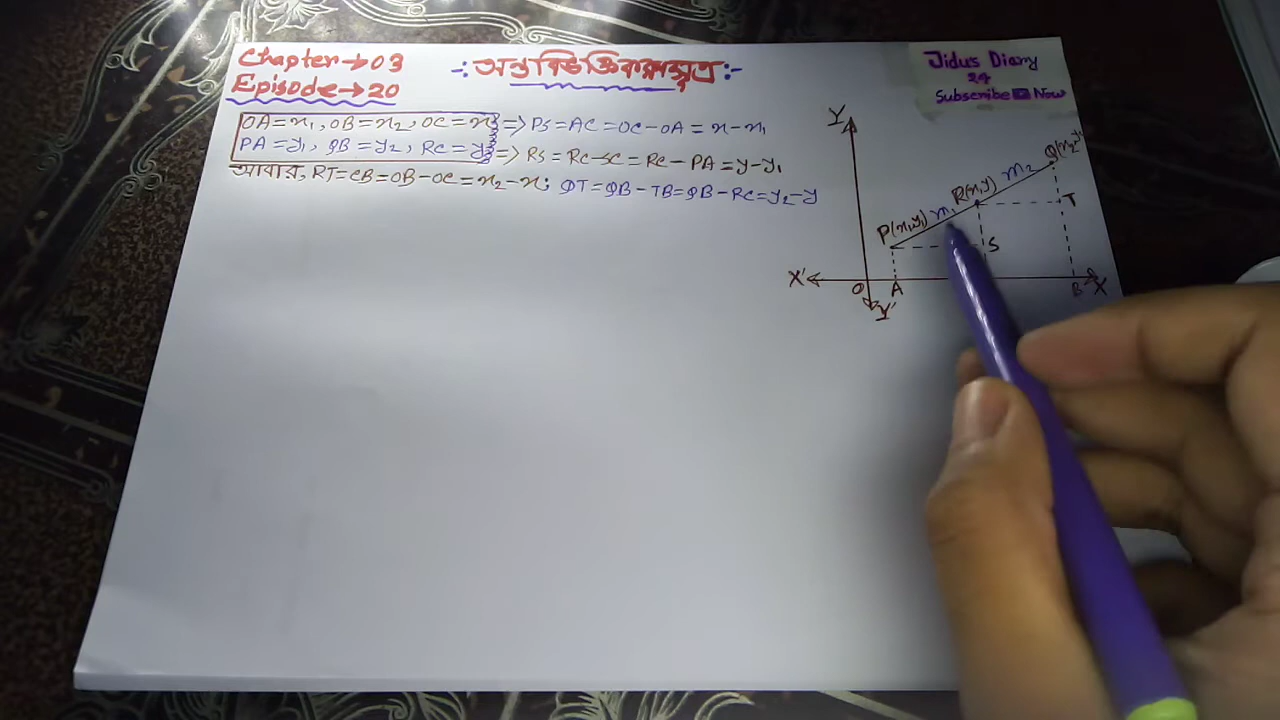 Chapter→03
Episode→20
-:অন্তর্বিভক্তিকরণসূত্র:-
Jidus Diary
24
Subscribe Now
OA=x₁, OB=x₂, OC=x; => PS=AC=OC-OA=x-x₁
PA=y₁, QB=y₂, RC=y; => RS=RC-SC=RC-PA=y-y₁
আবার, RT=CB=OB-OC=x₂-x; QT=QB-TB=QB-RC=y₂-y
Y
Q(x₂,y
m₂
R(x,y)
m₁
P(x₁,y₁)
T
S
X'
O
A
B
X
Y'